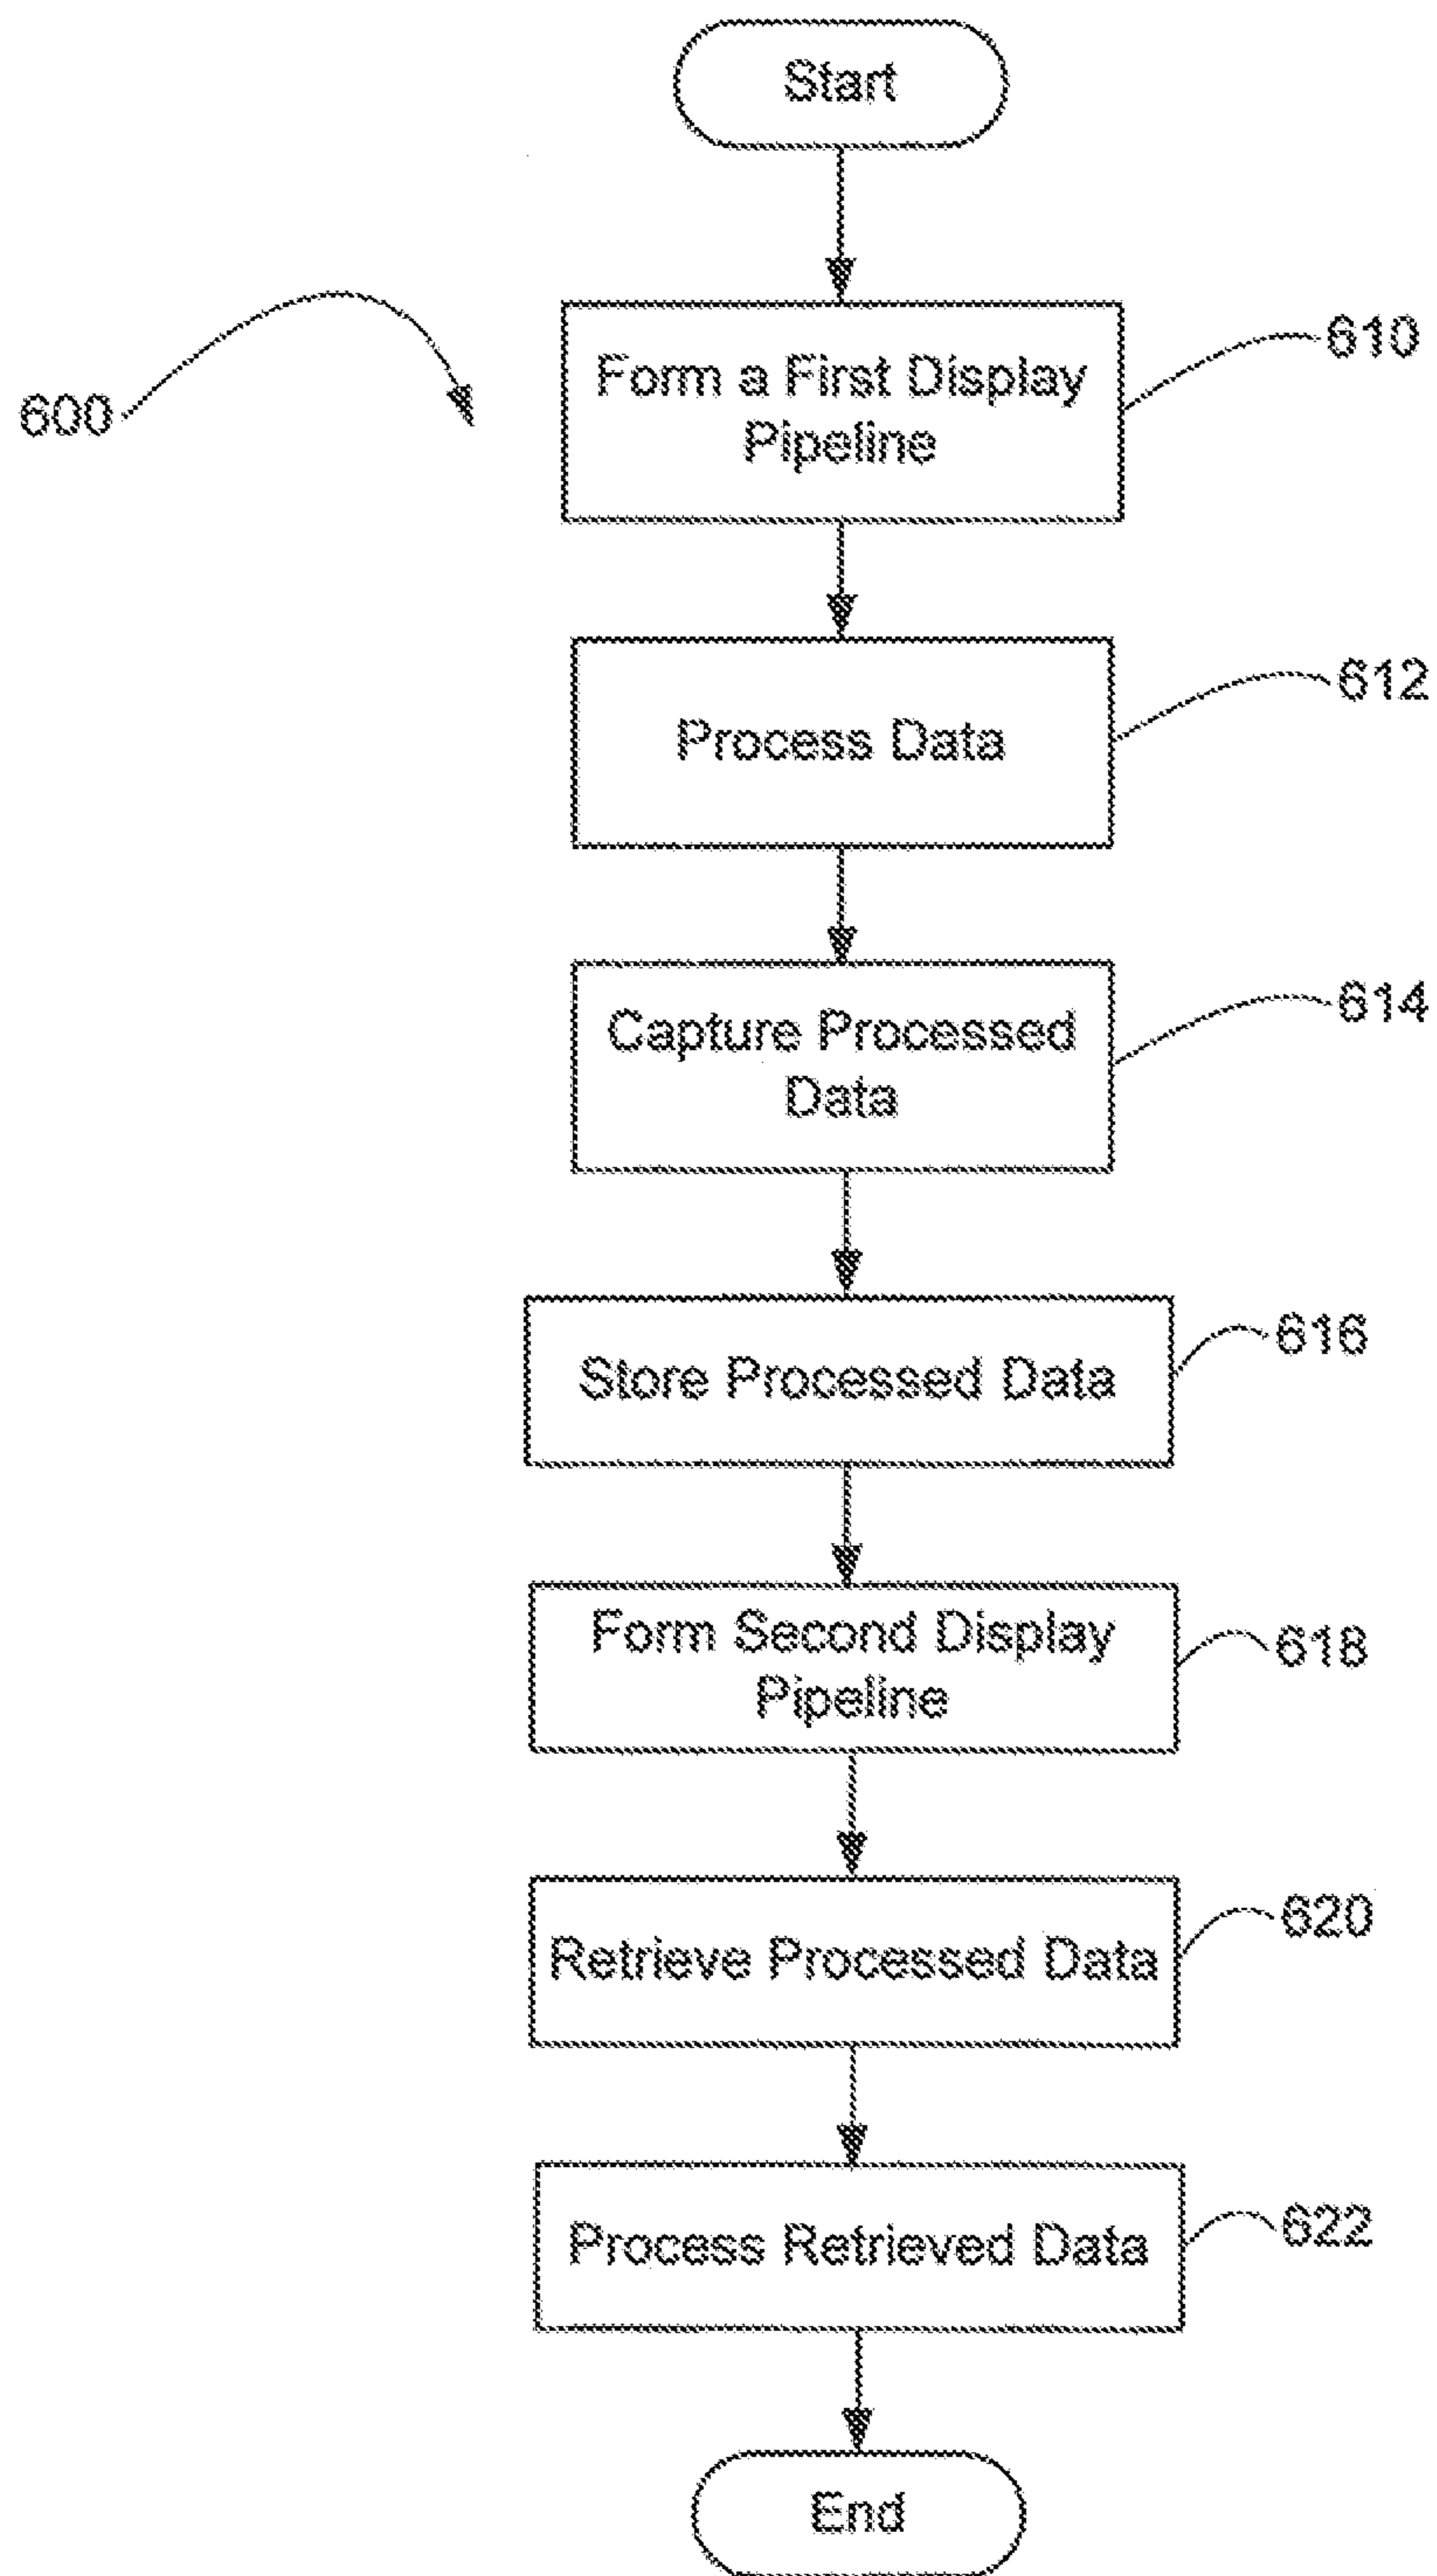 Start
600
Form a First Display
Pipeline
610
Process Data
612
Capture Processed
Data
614
Store Processed Data
616
Form Second Display
Pipeline
618
Retrieve Processed Data
620
Process Retrieved Data
622
End